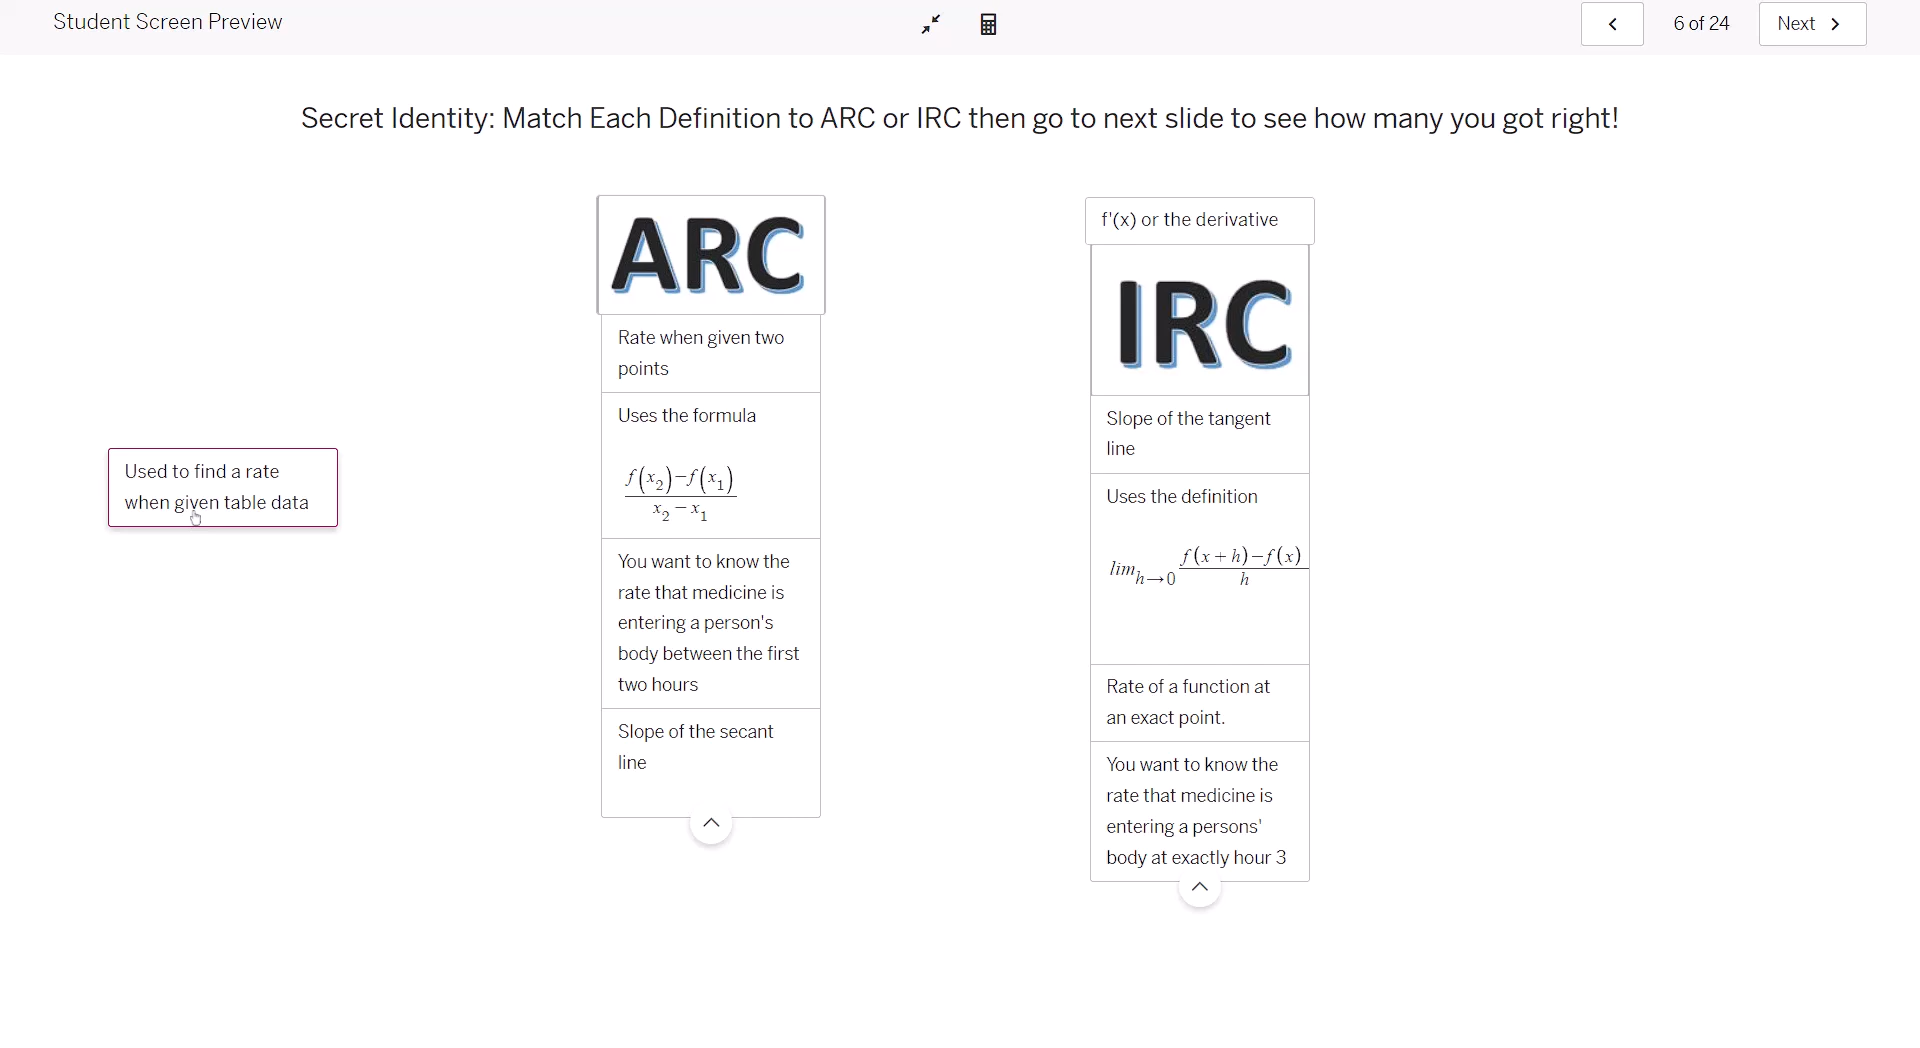 Student Screen Preview
6 of 24
Next
Secret Identity: Match Each Definition to ARC or IRC then go to next slide to see how many you got right!
ARC
Rate when given two
points
Uses the formula
f(x₂)−f(x₁)
x₂ − x₁
You want to know the
rate that medicine is
entering a person's
body between the first
two hours
Slope of the secant
line
f'(x) or the derivative
IRC
Slope of the tangent
line
Uses the definition
lim h→0 f(x + h)−f(x)
h
Rate of a function at
an exact point.
You want to know the
rate that medicine is
entering a persons'
body at exactly hour 3
Used to find a rate
when given table data